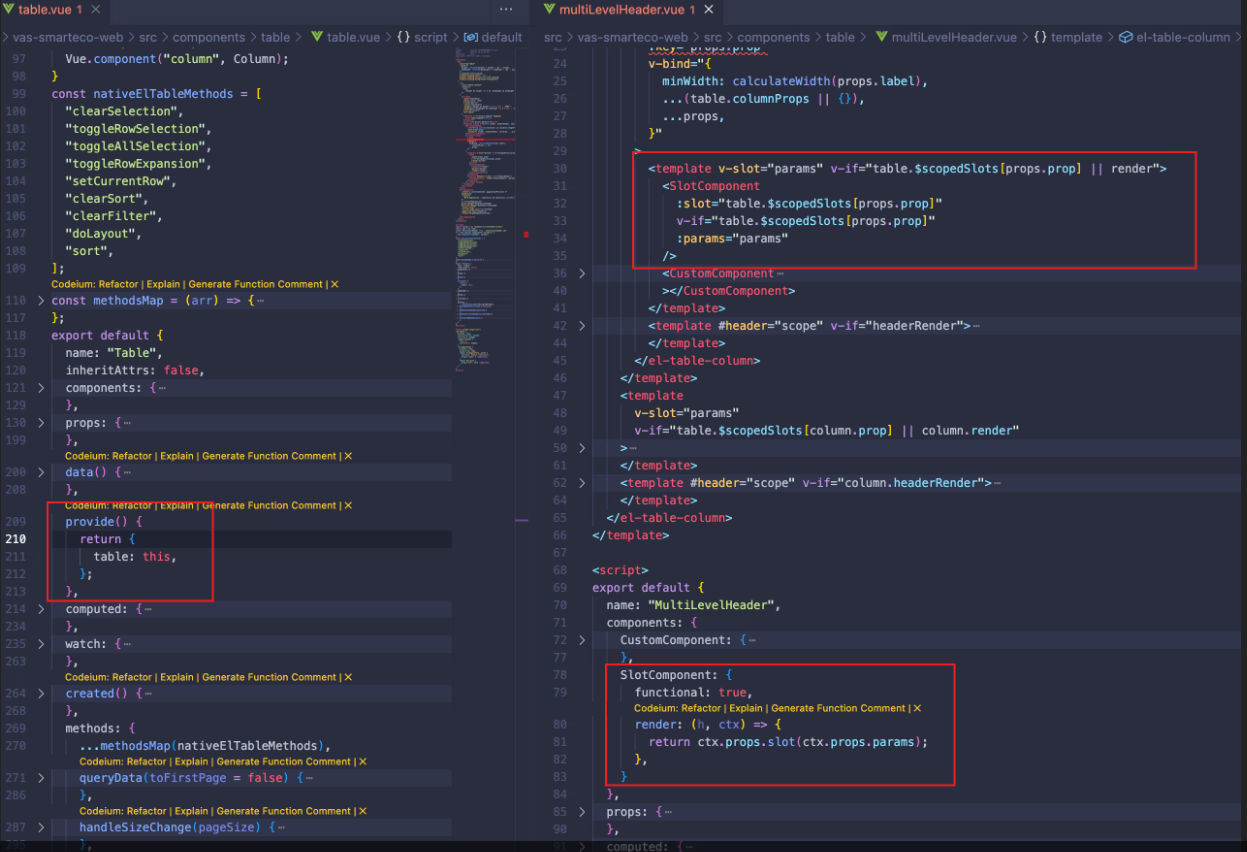 table.vue 1
vas-smarteco-web > src > components > table > table.vue > {} script > default
97 Vue.component("column", Column);
98 }
99 const nativeElTableMethods = [
100 "clearSelection",
101 "toggleRowSelection",
102 "toggleAllSelection",
103 "toggleRowExpansion",
104 "setCurrentRow",
105 "clearSort",
106 "clearFilter",
107 "doLayout",
108 "sort",
109 ];
Codeium: Refactor | Explain | Generate Function Comment | ×
110 const methodsMap = (arr) => {
117 };
118 export default {
119 name: "Table",
120 inheritAttrs: false,
121 components: {
129 },
130 props: {
199 },
Codeium: Refactor | Explain | Generate Function Comment | ×
200 data() {
208 },
Codeium: Refactor | Explain | Generate Function Comment | ×
209 provide() {
210 return {
211 table: this,
212 };
213 },
214 computed: {
234 },
235 watch: {
263 },
Codeium: Refactor | Explain | Generate Function Comment | ×
264 created() {
268 },
269 methods: {
270 ...methodsMap(nativeElTableMethods),
Codeium: Refactor | Explain | Generate Function Comment | ×
271 queryData(toFirstPage = false) {
286 },
Codeium: Refactor | Explain | Generate Function Comment | ×
287 handleSizeChange(pageSize) {
295 },
multiLevelHeader.vue 1
src > vas-smarteco-web > src > components > table > multiLevelHeader.vue > {} template > el-table-column >
23 :key="props.prop"
24 v-bind="{
25 minWidth: calculateWidth(props.label),
26 ...(table.columnProps || {}),
27 ...props,
28 }"
29 >
30 <template v-slot="params" v-if="table.$scopedSlots[props.prop] || render">
31 <SlotComponent
32 :slot="table.$scopedSlots[props.prop]"
33 v-if="table.$scopedSlots[props.prop]"
34 :params="params"
35 />
36 <CustomComponent
40 ></CustomComponent>
41 </template>
42 <template #header="scope" v-if="headerRender">
44 </template>
45 </el-table-column>
46 </template>
47 <template
48 v-slot="params"
49 v-if="table.$scopedSlots[column.prop] || column.render"
50 >
61 </template>
62 <template #header="scope" v-if="column.headerRender">
64 </template>
65 </el-table-column>
66 </template>
67
68 <script>
69 export default {
70 name: "MultiLevelHeader",
71 components: {
72 CustomComponent: {
77 },
78 SlotComponent: {
79 functional: true,
Codeium: Refactor | Explain | Generate Function Comment | ×
80 render: (h, ctx) => {
81 return ctx.props.slot(ctx.props.params);
82 },
83 }
84 },
85 props: {
90 },
91 computed: {